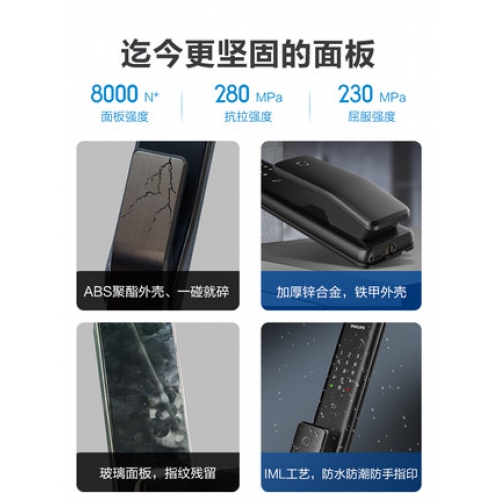 迄今更坚固的面板
8000 N* 280 MPa 230 MPa
面板强度 抗拉强度 屈服强度
ABS聚酯外壳、一碰就碎 加厚锌合金，铁甲外壳
PHILIPS
玻璃面板，指纹残留 IML工艺，防水防潮防手指印